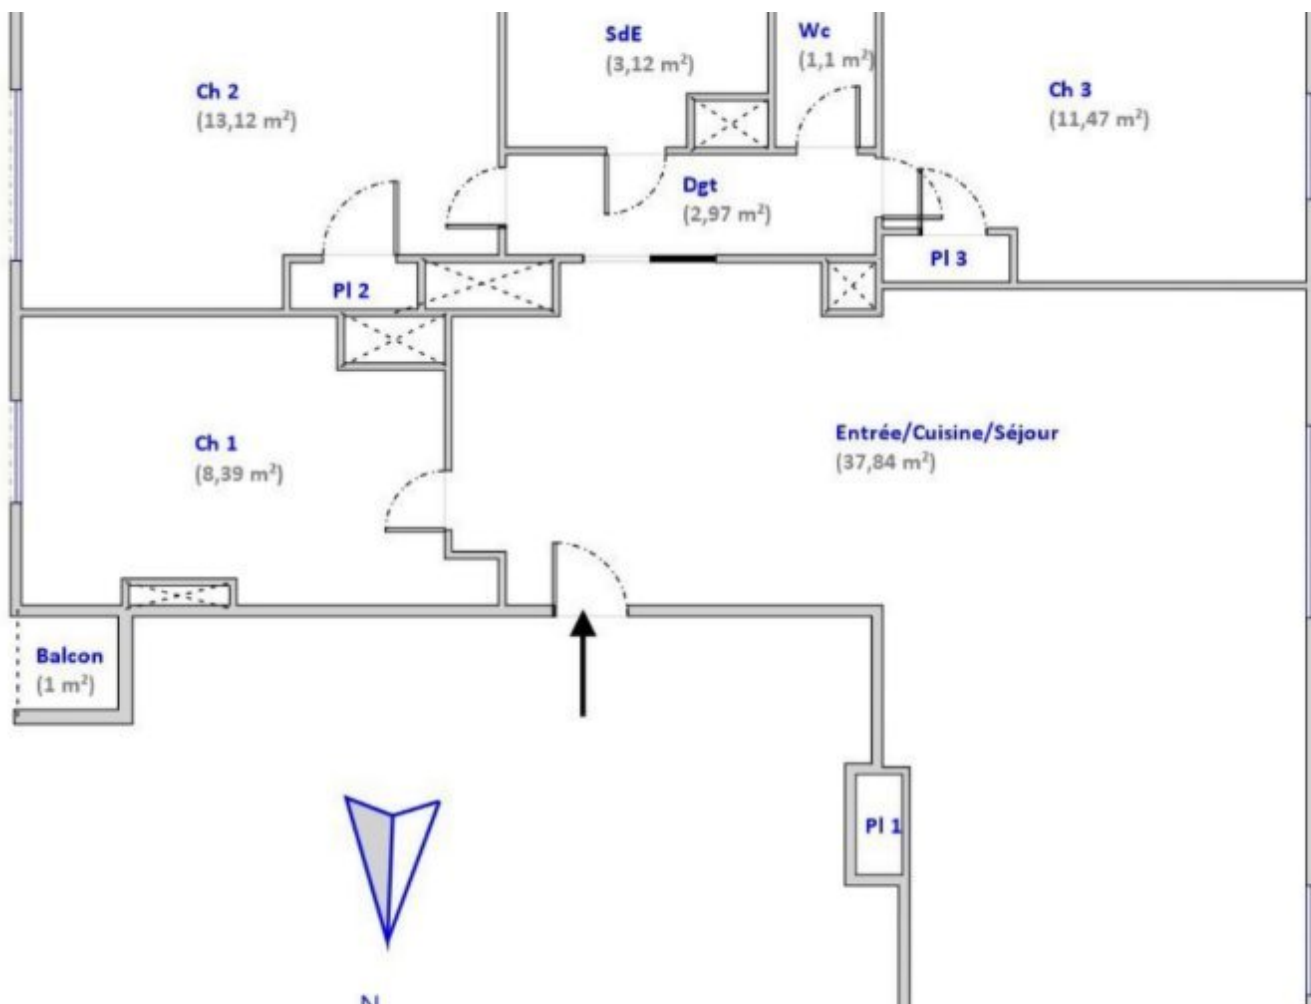 SdE
(3,12 m²)
Wc
(1,1 m²)
Ch 2
(13,12 m²)
Ch 3
(11,47 m²)
Dgt
(2,97 m²)
Pl 3
Pl 2
Entrée/Cuisine/Séjour
(37,84 m²)
Ch 1
(8,39 m²)
Balcon
(1 m²)
Pl 1
N